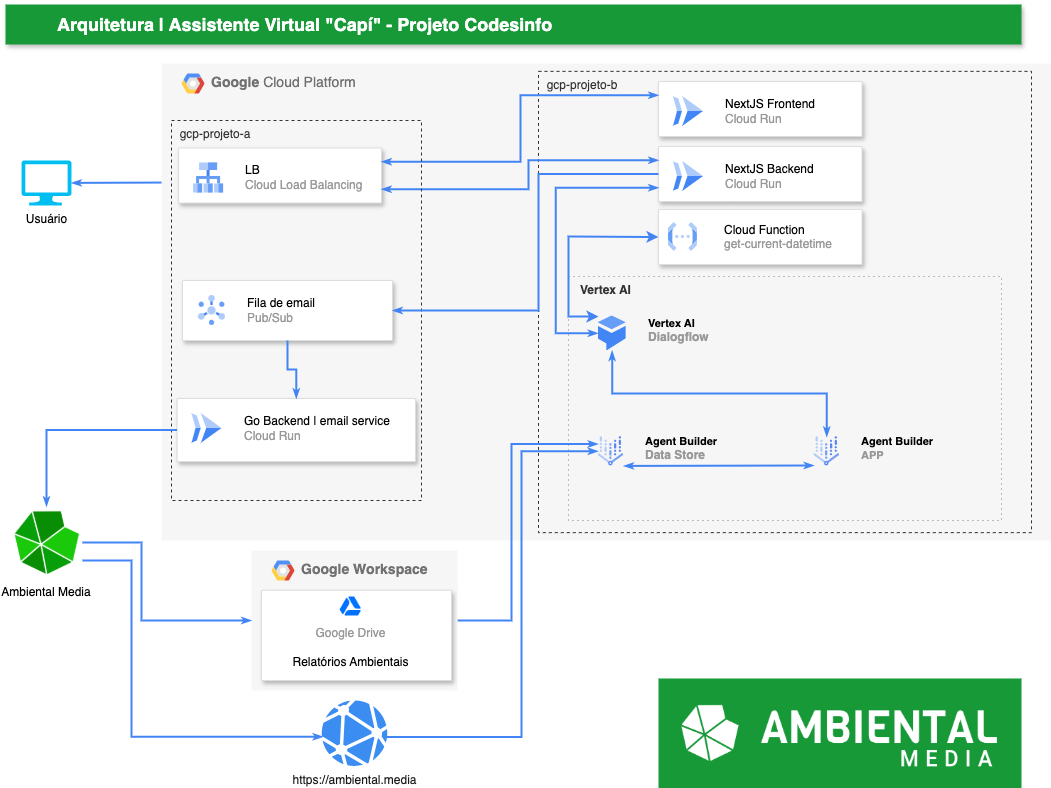 Arquitetura | Assistente Virtual "Capí" - Projeto Codesinfo
Google Cloud Platform
gcp-projeto-a
gcp-projeto-b
LB
Cloud Load Balancing
NextJS Frontend
Cloud Run
NextJS Backend
Cloud Run
Usuário
Cloud Function
get-current-datetime
Vertex AI
Fila de email
Pub/Sub
Vertex AI
Dialogflow
Go Backend | email service
Cloud Run
Agent Builder
Data Store
Agent Builder
APP
Ambiental Media
Google Workspace
Google Drive
Relatórios Ambientais
https://ambiental.media
AMBIENTAL
MEDIA